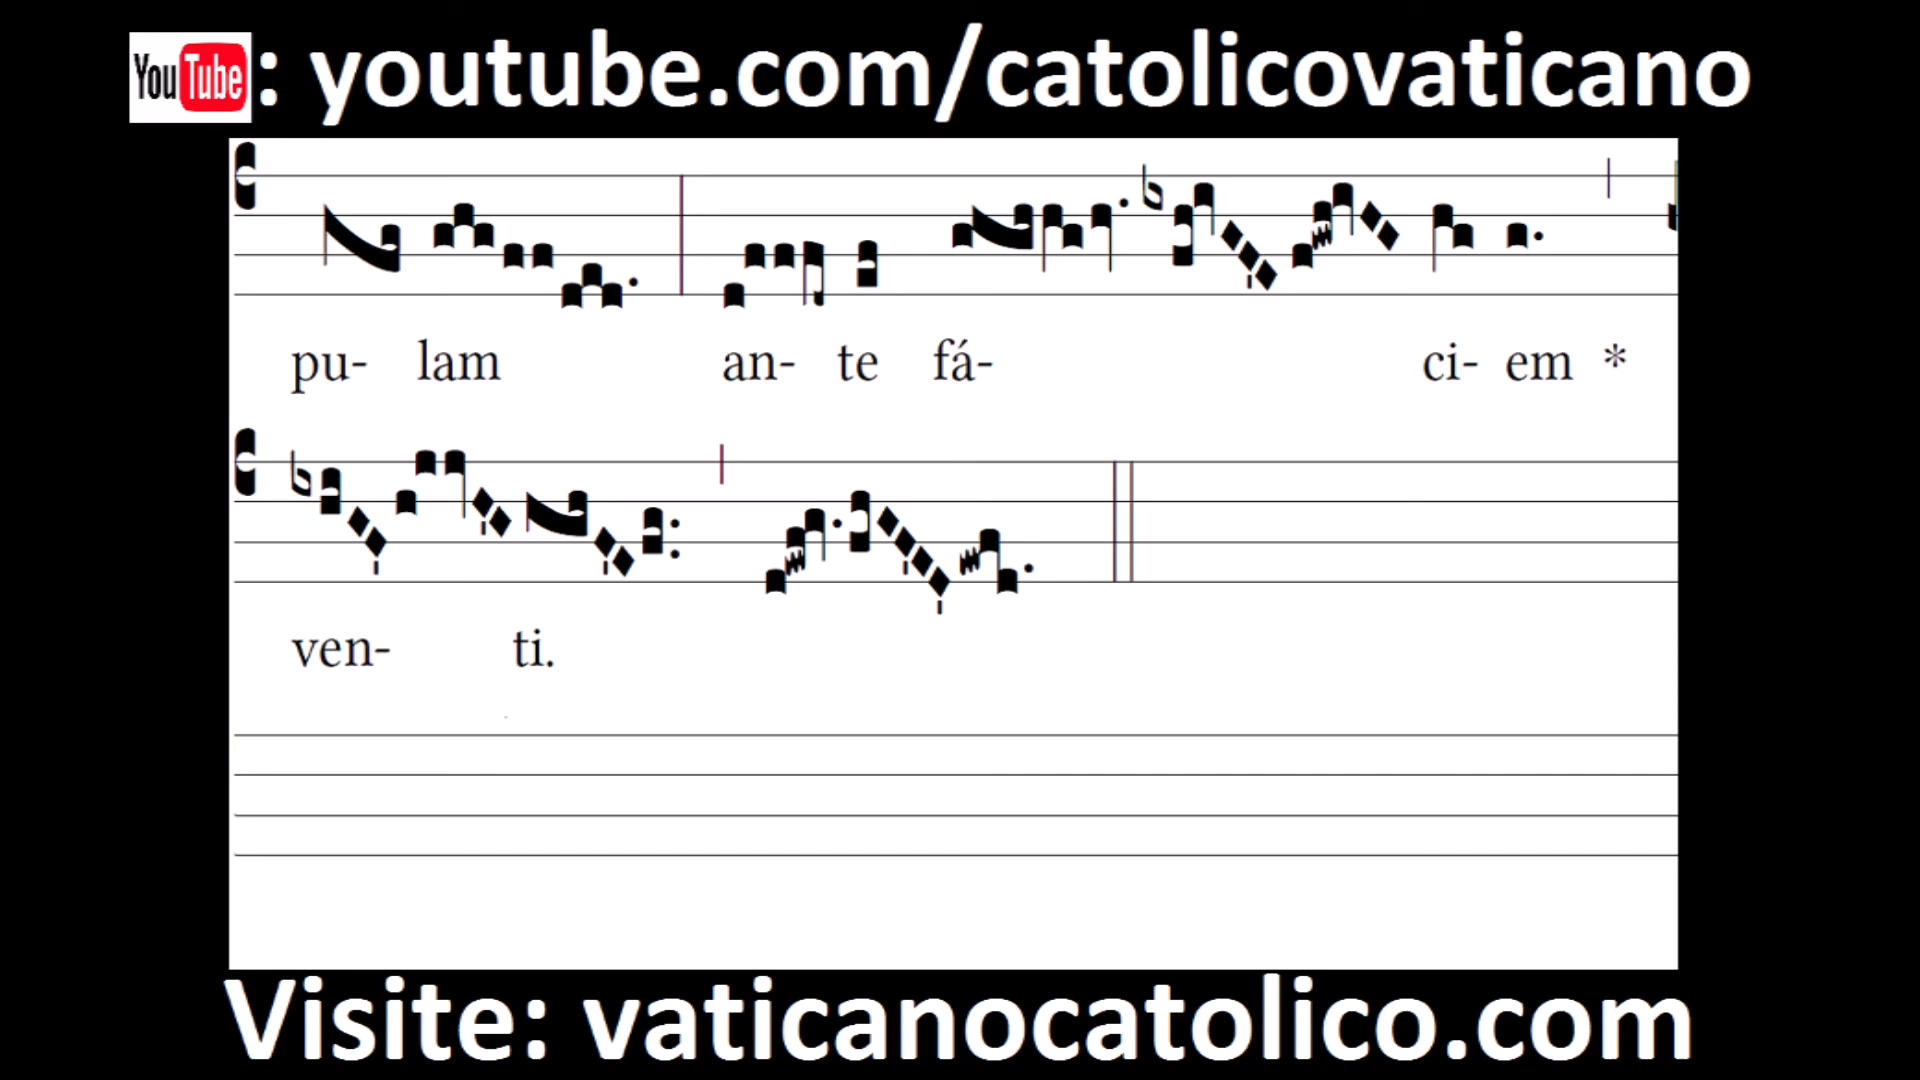 YouTube: youtube.com/catolicovaticano
pu- lam an- te fá- ci- em *
ven- ti.
Visite: vaticanocatolico.com